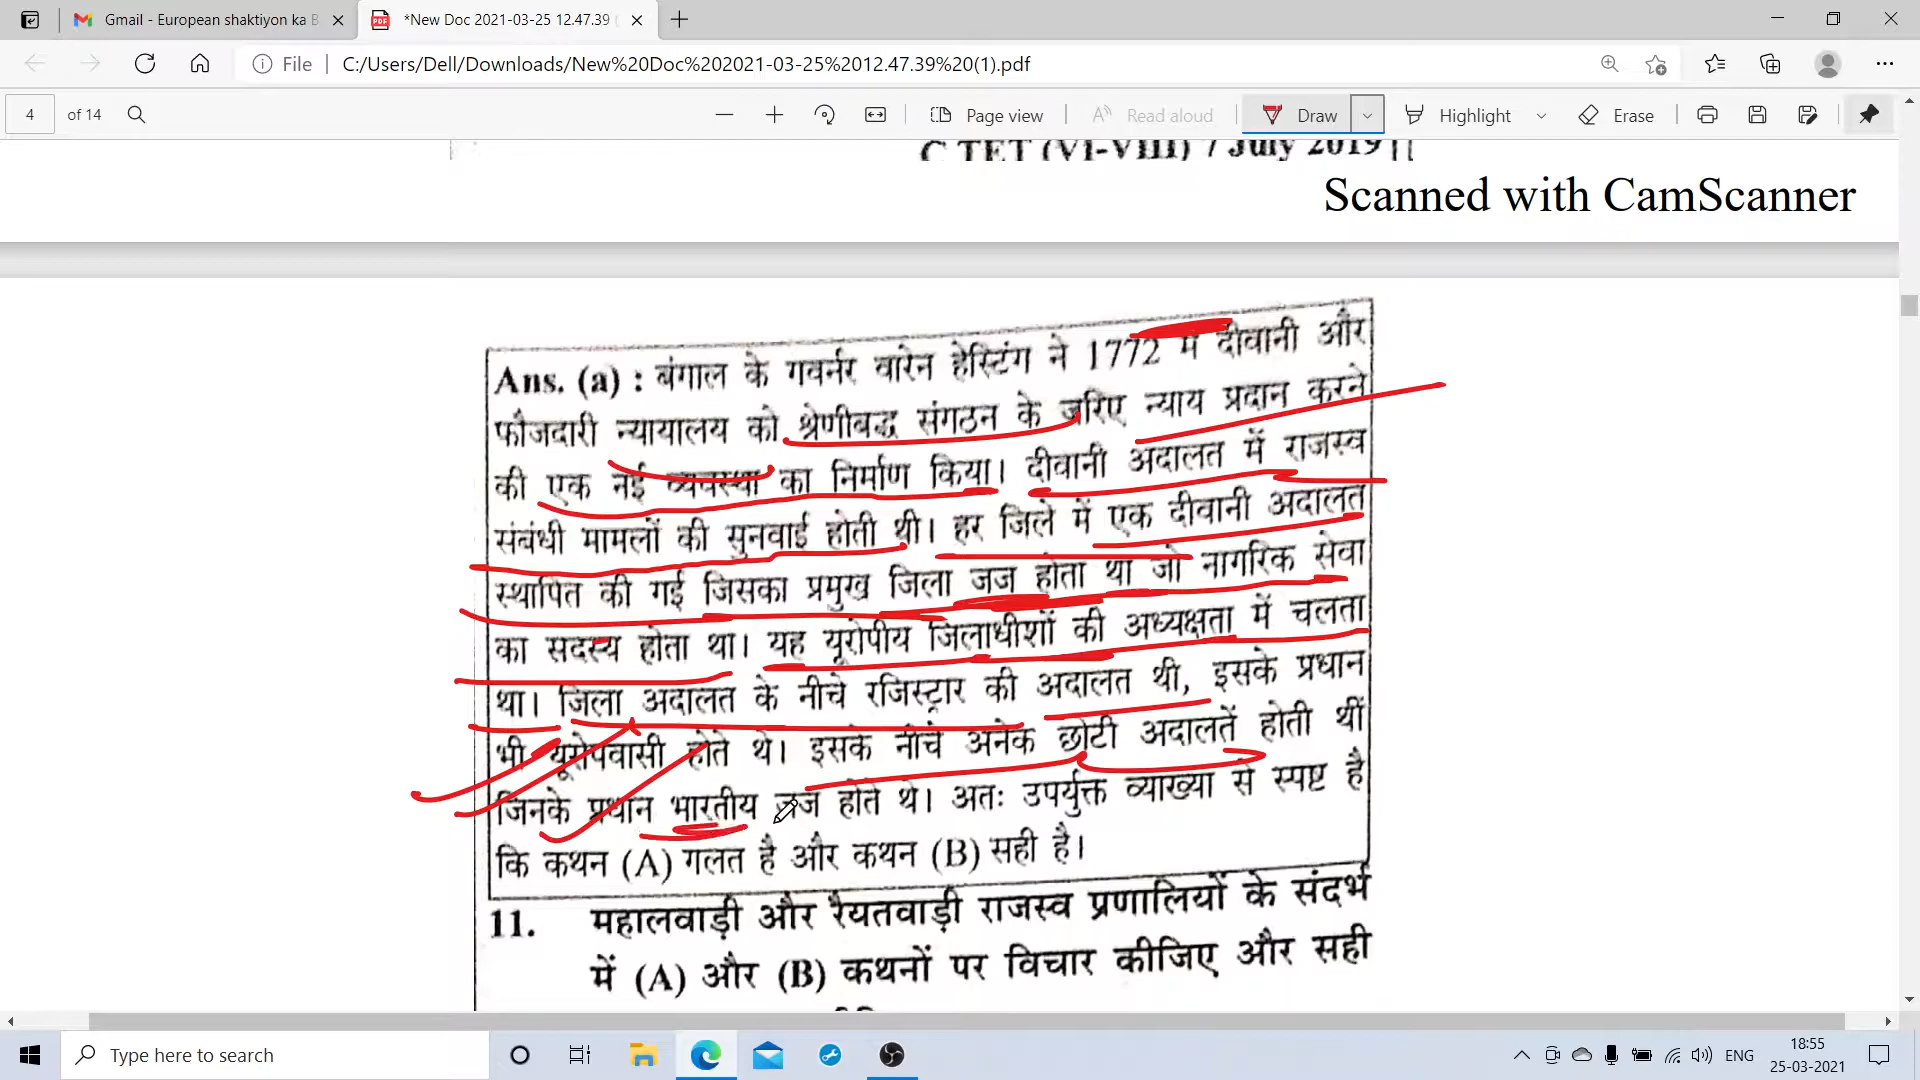 Gmail - European shaktiyon ka B
*New Doc 2021-03-25 12.47.39 (
File
C:/Users/Dell/Downloads/New%20Doc%202021-03-25%2012.47.39%20(1).pdf
4 of 14
Page view
Read aloud
Draw
Highlight
Erase
C TET (VI-VIII) 7 July 2019
Scanned with CamScanner
Ans. (a) : बंगाल के गवर्नर वारेन हेस्टिंग ने 1772 में दीवानी और
फौजदारी न्यायालय को श्रेणीबद्ध संगठन के जरिए न्याय प्रदान करने
की एक नई व्यवस्था का निर्माण किया। दीवानी अदालत में राजस्व
संबंधी मामलों की सुनवाई होती थी। हर जिले में एक दीवानी अदालत
स्थापित की गई जिसका प्रमुख जिला जज होता था जो नागरिक सेवा
का सदस्य होता था। यह यूरोपीय जिलाधीशों की अध्यक्षता में चलता
था। जिला अदालत के नीचे रजिस्ट्रार की अदालत थी, इसके प्रधान
भी यूरोपवासी होते थे। इसके नीचे अनेक छोटी अदालतें होती थीं
जिनके प्रधान भारतीय जज होते थे। अतः उपर्युक्त व्याख्या से स्पष्ट है
कि कथन (A) गलत है और कथन (B) सही है।
11. महालवाड़ी और रैयतवाड़ी राजस्व प्रणालियों के संदर्भ
में (A) और (B) कथनों पर विचार कीजिए और सही
Type here to search
ENG
18:55
25-03-2021